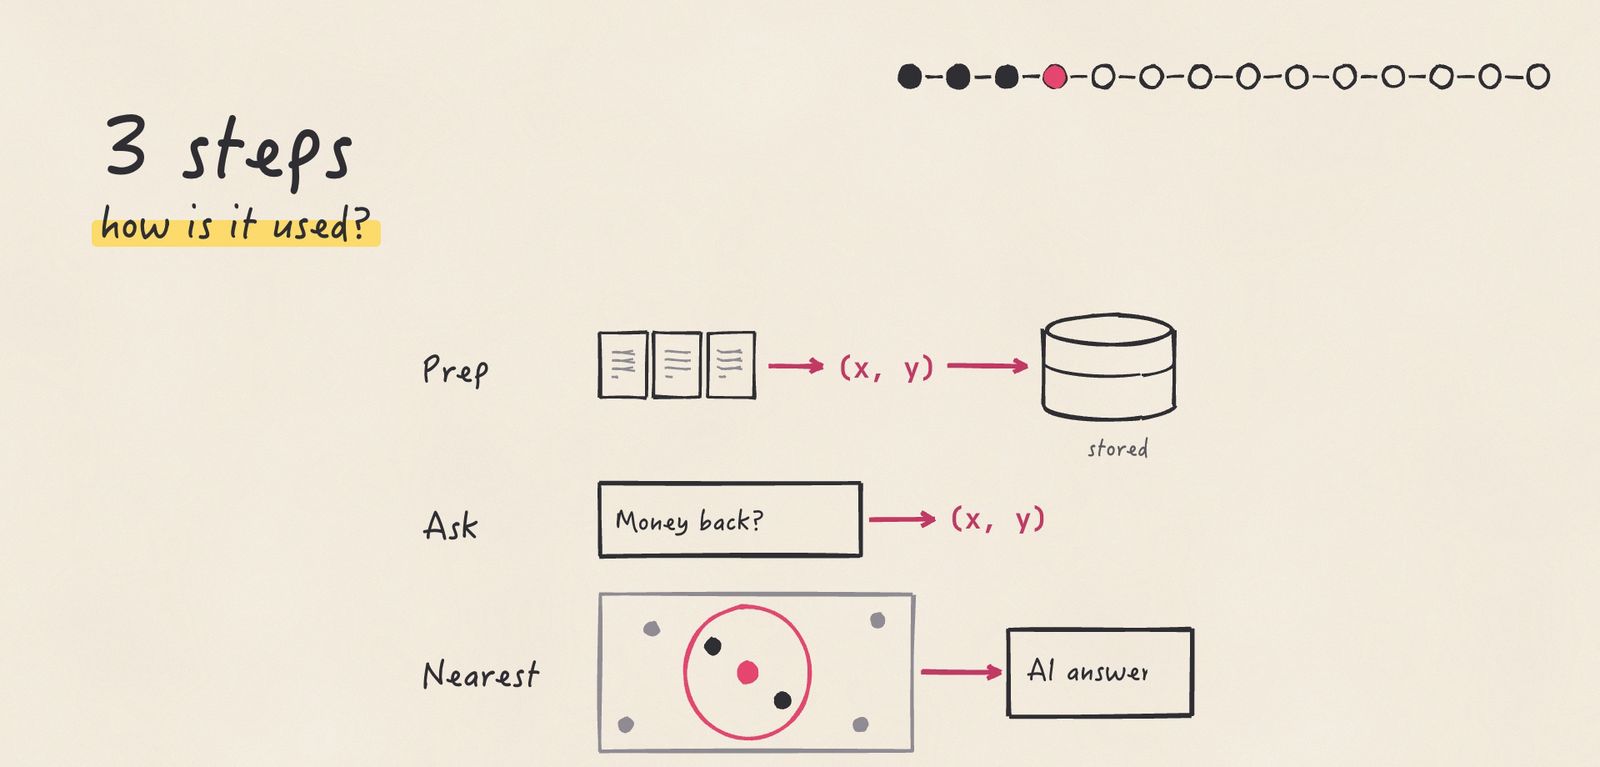 3 steps
how is it used?
Prep
(x, y)
stored
Ask
Money back?
(x, y)
Nearest
AI answer